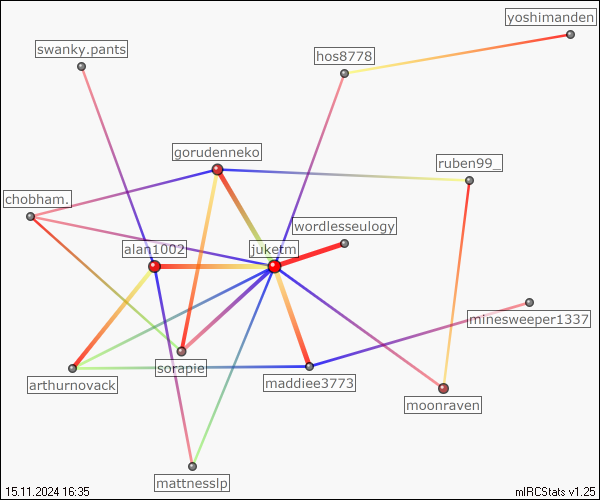 yoshimanden
swanky.pants
hos8778
gorudenneko
ruben99_
chobham.
wordlesseulogy
alan1002
juketm
minesweeper1337
sorapie
arthurnovack
maddiee3773
moonraven
mattnesslp
15.11.2024 16:35
mIRCStats v1.25